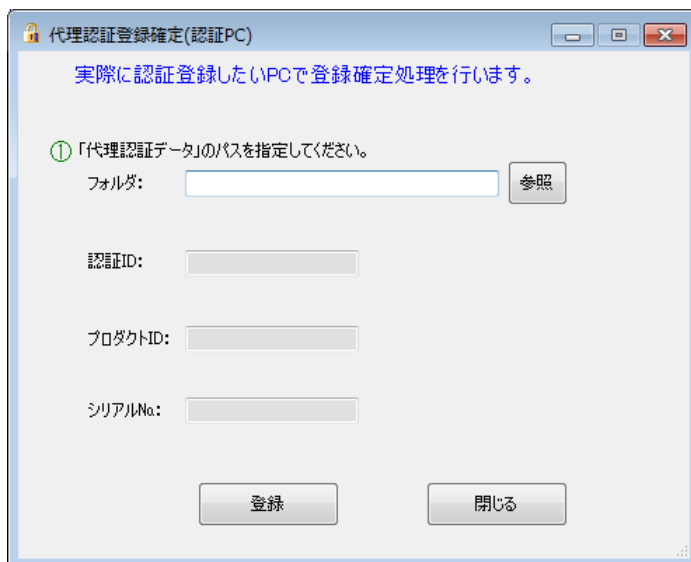 代理認証登録確定(認証PC)
実際に認証登録したいPCで登録確定処理を行います。
①「代理認証データ」のパスを指定してください。
フォルダ: 参照
認証ID:
プロダクトID:
シリアルNo:
登録 閉じる